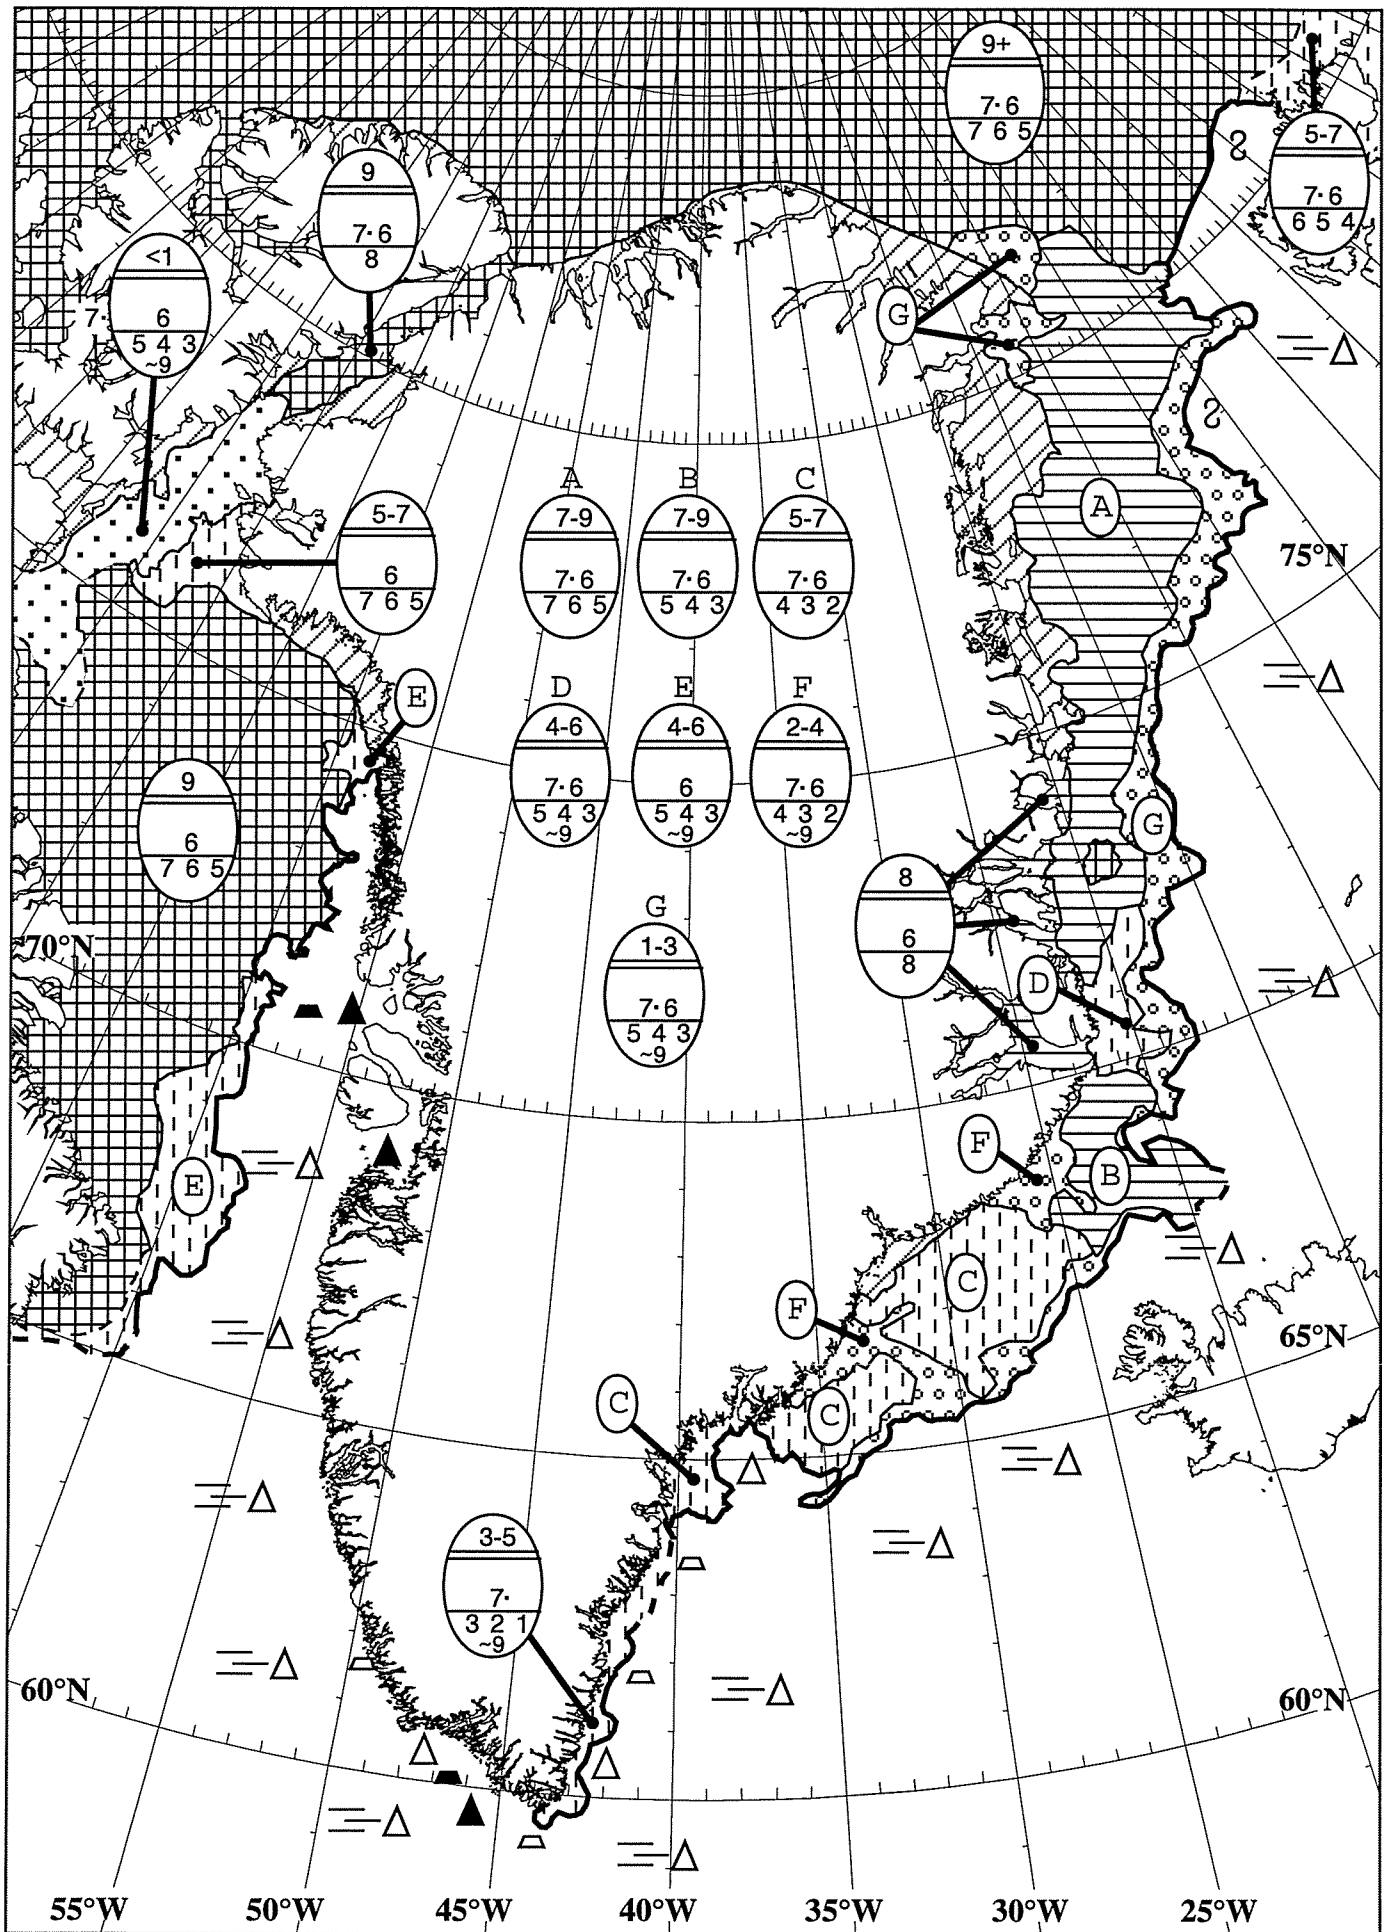 9+
7· 6
7 6 5
5-7
7· 6
6 5 4
9
7· 6
8
<1
7·
6
5 4 3
~9
G
A B C
7-9 7-9 5-7
7· 6 7· 6 7· 6
7 6 5 5 4 3 4 3 2
A
5-7
6
7 6 5
75°N
E
D E F
4-6 4-6 2-4
7· 6 6 7· 6
5 4 3 5 4 3 4 3 2
~9 ~9 ~9
9
6
7 6 5
G
G
1-3
7· 6
5 4 3
~9
8
6
8
70°N
D
F
B
E
C
F
65°N
C
C
3-5
7·
3 2 1
~9
60°N
60°N
55°W 50°W 45°W 40°W 35°W 30°W 25°W